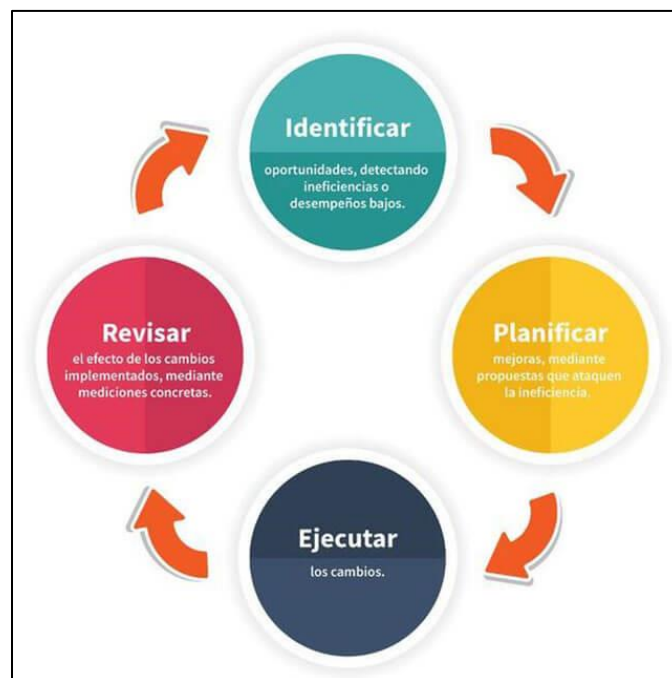 Identificar
oportunidades, detectando
ineficiencias o
desempeños bajos.
Planificar
mejoras, mediante
propuestas que ataquen
la ineficiencia.
Ejecutar
los cambios.
Revisar
el efecto de los cambios
implementados, mediante
mediciones concretas.